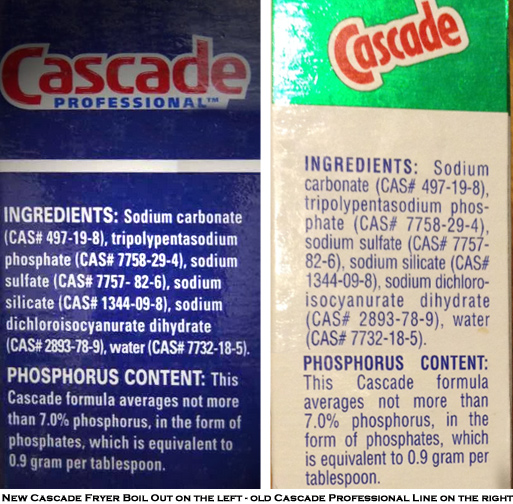 Cascade
PROFESSIONAL™
INGREDIENTS: Sodium carbonate
(CAS# 497-19-8), tripolypentasodium
phosphate (CAS# 7758-29-4), sodium
sulfate (CAS# 7757- 82-6), sodium
silicate (CAS# 1344-09-8), sodium
dichloroisocyanurate dihydrate
(CAS# 2893-78-9), water (CAS# 7732-18-5).
PHOSPHORUS CONTENT: This
Cascade formula averages not more
than 7.0% phosphorus, in the form of
phosphates, which is equivalent to
0.9 gram per tablespoon.
Cascade
INGREDIENTS: Sodium
carbonate (CAS# 497-19-8),
tripolypentasodium phos-
phate (CAS# 7758-29-4),
sodium sulfate (CAS# 7757-
82-6), sodium silicate (CAS#
1344-09-8), sodium dichloro-
isocyanurate dihydrate
(CAS# 2893-78-9), water
(CAS# 7732-18-5).
PHOSPHORUS CONTENT:
This Cascade formula
averages not more than
7.0% phosphorus, in the
form of phosphates, which
is equivalent to 0.9 gram per
tablespoon.
New Cascade Fryer Boil Out on the left - old Cascade Professional Line on the right